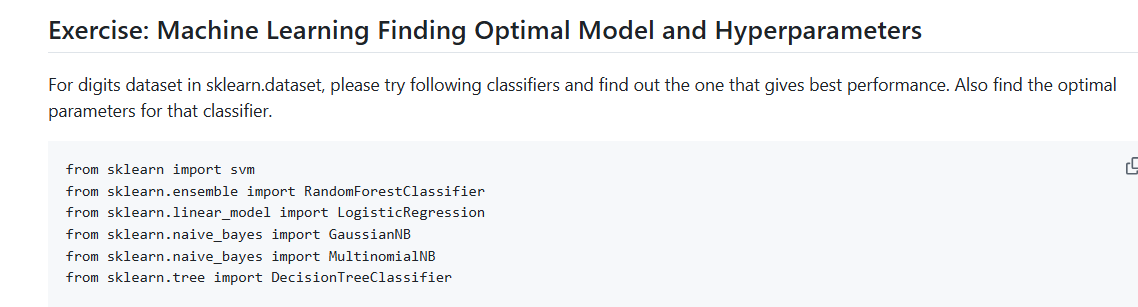 Exercise: Machine Learning Finding Optimal Model and Hyperparameters
For digits dataset in sklearn.dataset, please try following classifiers and find out the one that gives best performance. Also find the optimal
parameters for that classifier.
from sklearn import svm
from sklearn.ensemble import RandomForestClassifier
from sklearn.linear_model import LogisticRegression
from sklearn.naive_bayes import GaussianNB
from sklearn.naive_bayes import MultinomialNB
from sklearn.tree import DecisionTreeClassifier